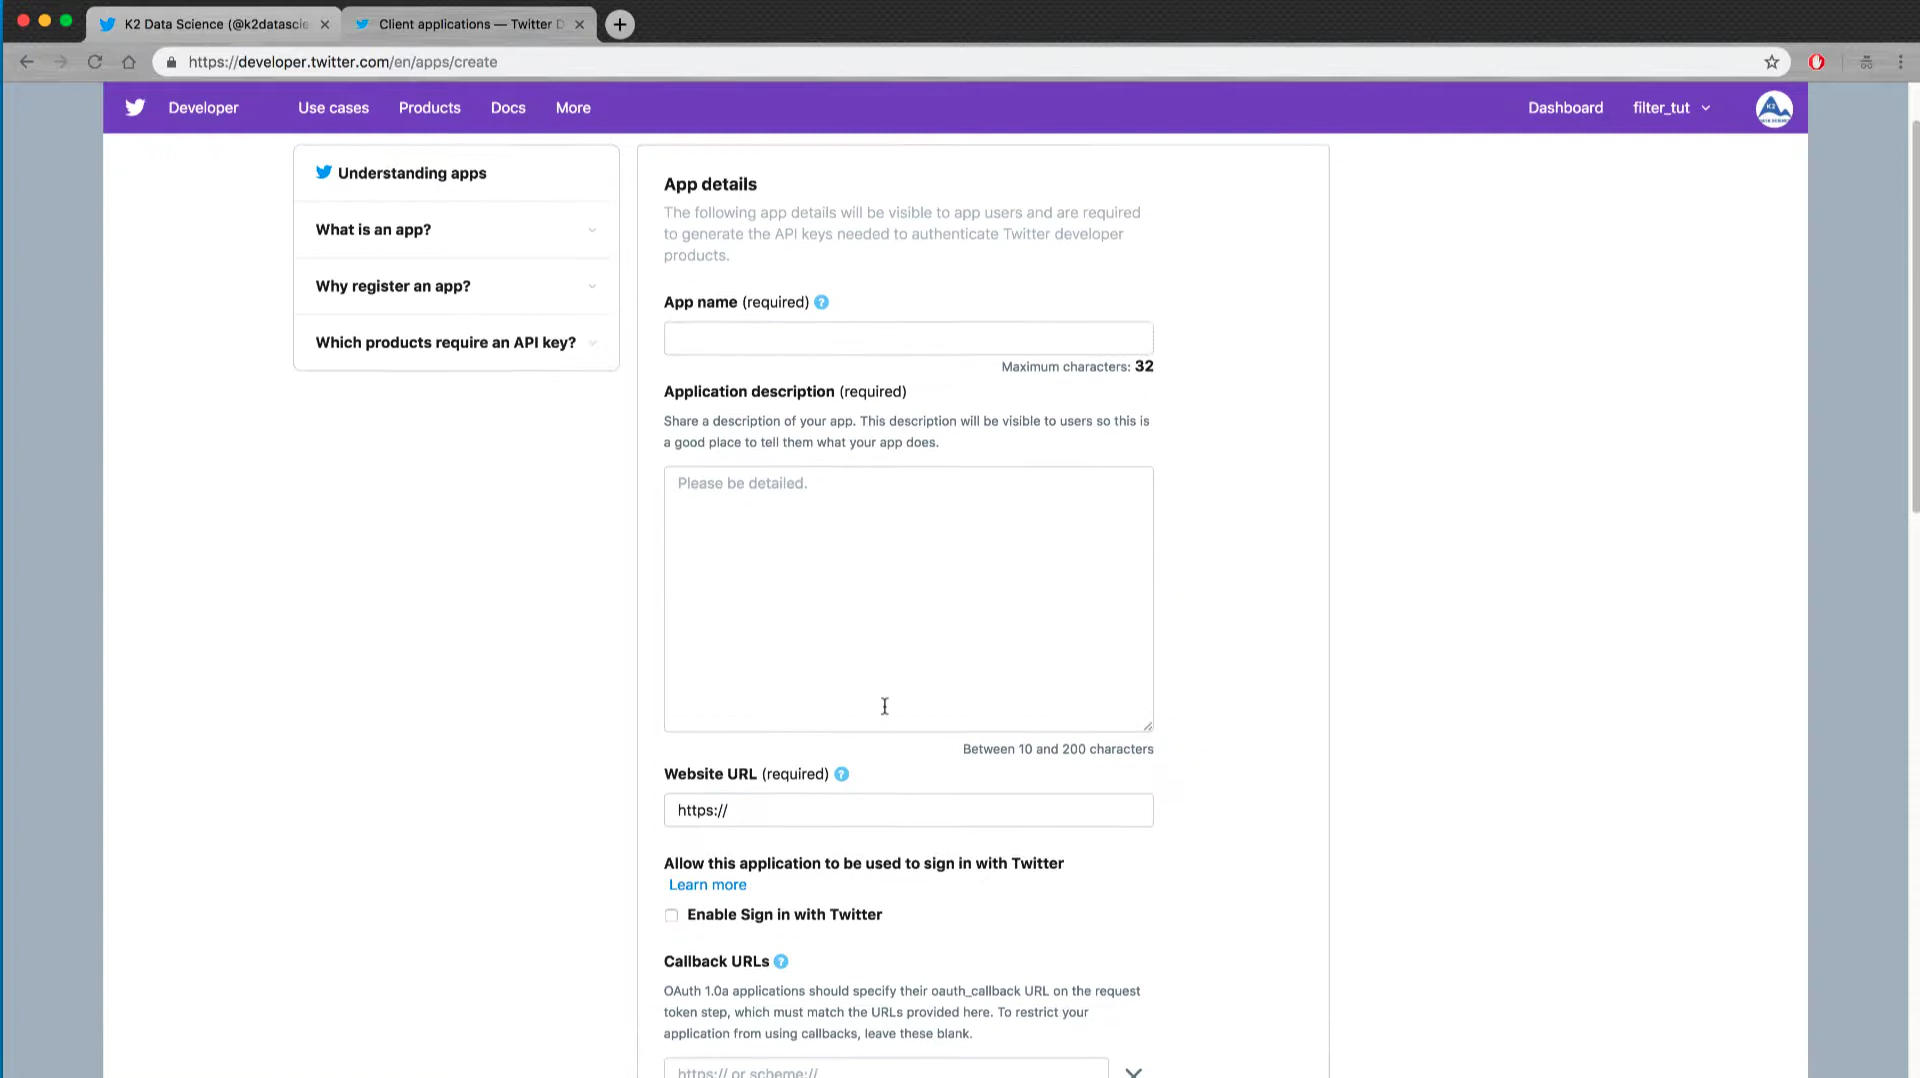 K2 Data Science (@k2datascie
Client applications — Twitter D
https://developer.twitter.com/en/apps/create
Developer
Use cases
Products
Docs
More
Dashboard
filter_tut
Understanding apps
What is an app?
Why register an app?
Which products require an API key?
App details
The following app details will be visible to app users and are required
to generate the API keys needed to authenticate Twitter developer
products.
App name (required) ?
Maximum characters: 32
Application description (required)
Share a description of your app. This description will be visible to users so this is
a good place to tell them what your app does.
Please be detailed.
Between 10 and 200 characters
Website URL (required) ?
https://
Allow this application to be used to sign in with Twitter
Learn more
Enable Sign in with Twitter
Callback URLs ?
OAuth 1.0a applications should specify their oauth_callback URL on the request
token step, which must match the URLs provided here. To restrict your
application from using callbacks, leave these blank.
https:// or scheme://